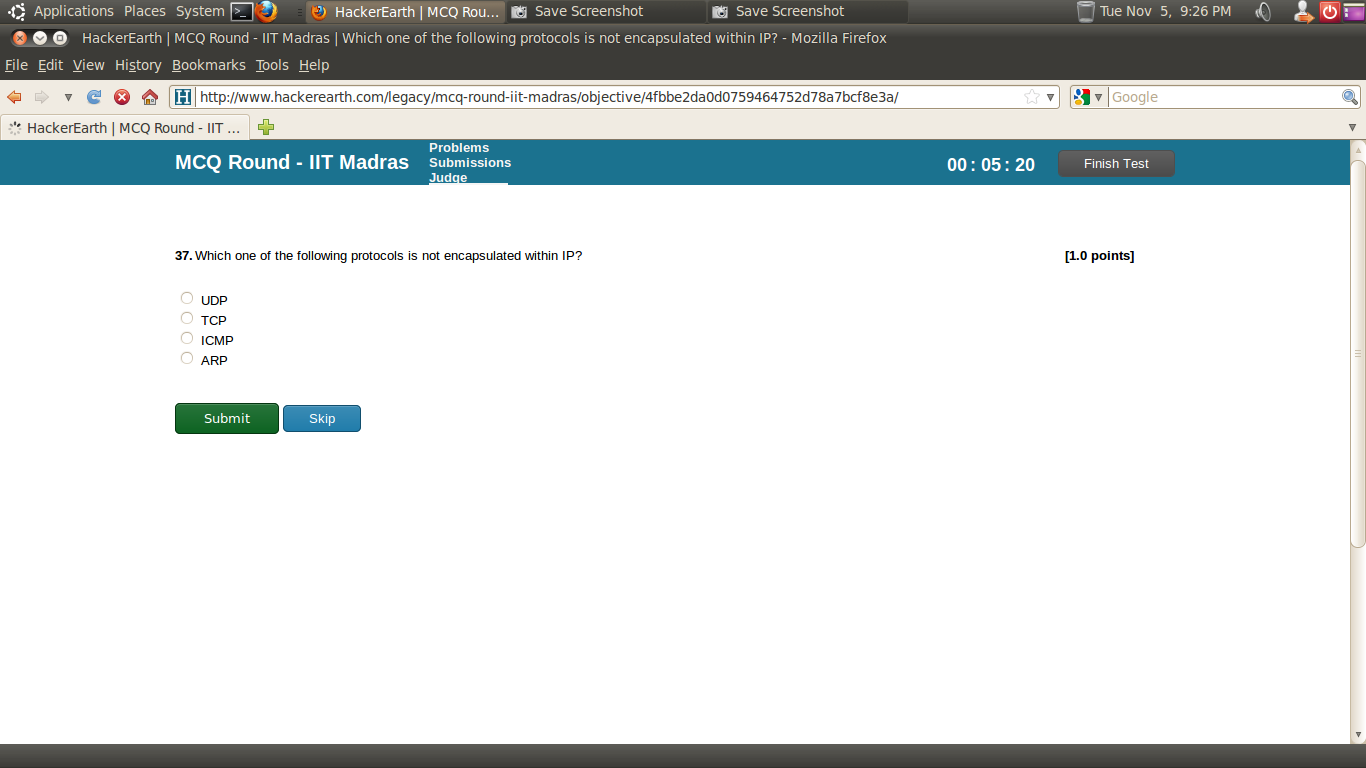 Applications Places System HackerEarth | MCQ Rou... Save Screenshot Save Screenshot Tue Nov 5, 9:26 PM
HackerEarth | MCQ Round - IIT Madras | Which one of the following protocols is not encapsulated within IP? - Mozilla Firefox
File Edit View History Bookmarks Tools Help
H http://www.hackerearth.com/legacy/mcq-round-iit-madras/objective/4fbbe2da0d0759464752d78a7bcf8e3a/ Google
HackerEarth | MCQ Round - IIT ...
Problems
MCQ Round - IIT Madras Submissions 00 : 05 : 20 Finish Test
Judge
37. Which one of the following protocols is not encapsulated within IP? [1.0 points]
UDP
TCP
ICMP
ARP
Submit Skip